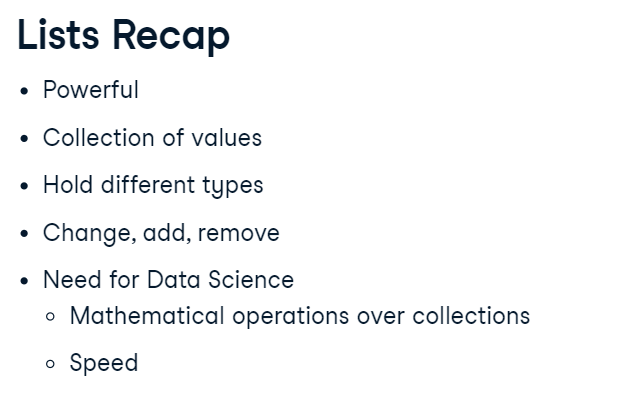 Lists Recap
• Powerful
• Collection of values
• Hold different types
• Change, add, remove
• Need for Data Science
◦ Mathematical operations over collections
◦ Speed